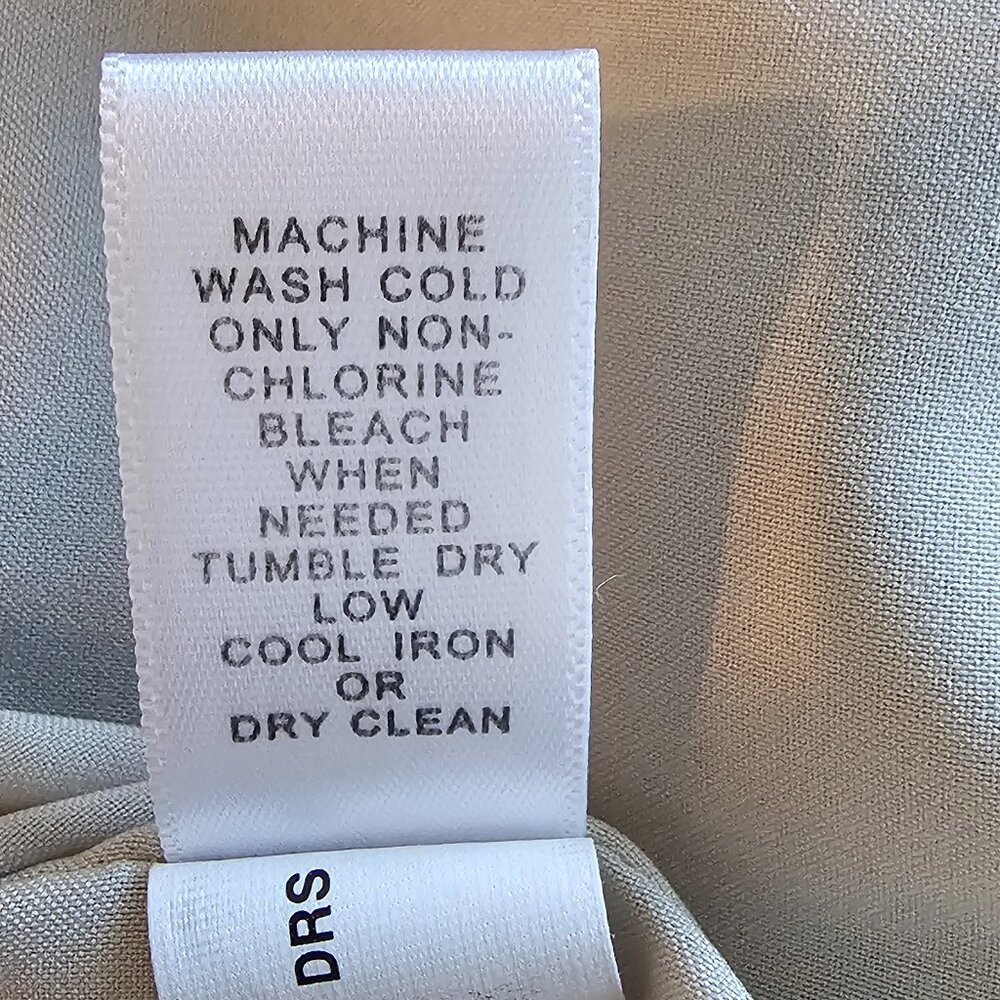 MACHINE
WASH COLD
ONLY NON-
CHLORINE
BLEACH
WHEN
NEEDED
TUMBLE DRY
LOW
COOL IRON
OR
DRY CLEAN
DRS